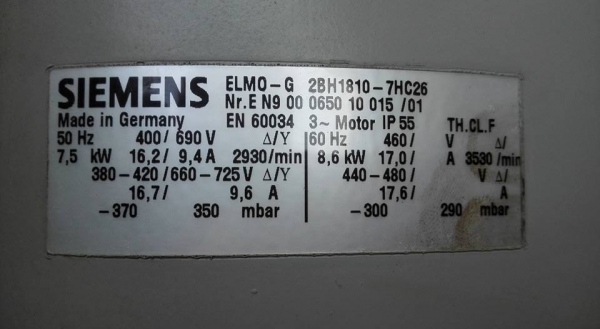 SIEMENS ELMO-G 2BH1810-7HC26
Nr. E N9 00 0650 10 015 /01
Made in Germany EN 60034 3~ Motor IP 55 TH.CL.F
50 Hz 400/ 690 V Δ/Y 60 Hz 460/ V Δ/
7,5 kW 16,2/ 9,4 A 2930/min 8,6 kW 17,0/ A 3530/min
380-420/660-725 V Δ/Y 440-480/ V Δ/
16,7/ 9,6 A 17,6/ A
-370 350 mbar -300 290 mbar